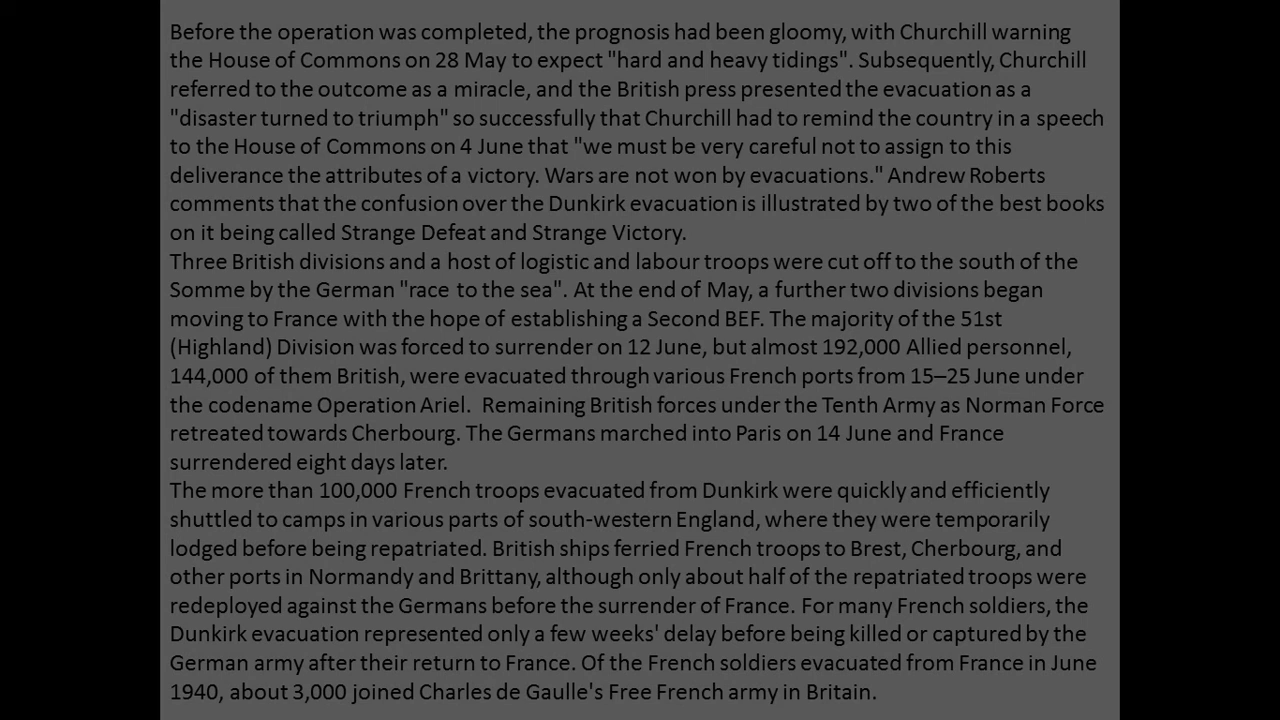 Before the operation was completed, the prognosis had been gloomy, with Churchill warning
the House of Commons on 28 May to expect "hard and heavy tidings". Subsequently, Churchill
referred to the outcome as a miracle, and the British press presented the evacuation as a
"disaster turned to triumph" so successfully that Churchill had to remind the country in a speech
to the House of Commons on 4 June that "we must be very careful not to assign to this
deliverance the attributes of a victory. Wars are not won by evacuations." Andrew Roberts
comments that the confusion over the Dunkirk evacuation is illustrated by two of the best books
on it being called Strange Defeat and Strange Victory.
Three British divisions and a host of logistic and labour troops were cut off to the south of the
Somme by the German "race to the sea". At the end of May, a further two divisions began
moving to France with the hope of establishing a Second BEF. The majority of the 51st
(Highland) Division was forced to surrender on 12 June, but almost 192,000 Allied personnel,
144,000 of them British, were evacuated through various French ports from 15–25 June under
the codename Operation Ariel.  Remaining British forces under the Tenth Army as Norman Force
retreated towards Cherbourg. The Germans marched into Paris on 14 June and France
surrendered eight days later.
The more than 100,000 French troops evacuated from Dunkirk were quickly and efficiently
shuttled to camps in various parts of south-western England, where they were temporarily
lodged before being repatriated. British ships ferried French troops to Brest, Cherbourg, and
other ports in Normandy and Brittany, although only about half of the repatriated troops were
redeployed against the Germans before the surrender of France. For many French soldiers, the
Dunkirk evacuation represented only a few weeks' delay before being killed or captured by the
German army after their return to France. Of the French soldiers evacuated from France in June
1940, about 3,000 joined Charles de Gaulle's Free French army in Britain.